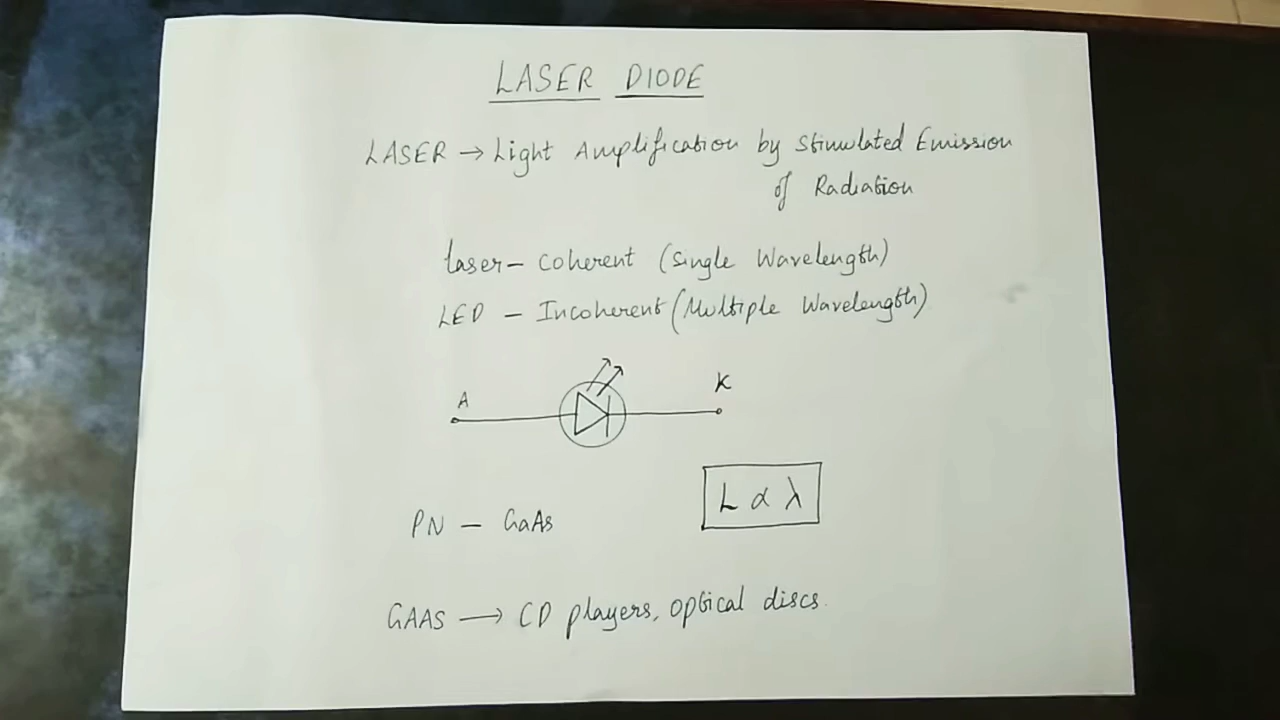 LASER DIODE
LASER → Light Amplification by Stimulated Emission
of Radiation
laser – Coherent (Single Wavelength)
LED – Incoherent (Multiple Wavelength)
A K
L ∝ λ
PN – GaAs
GAAS → CD players, optical discs.